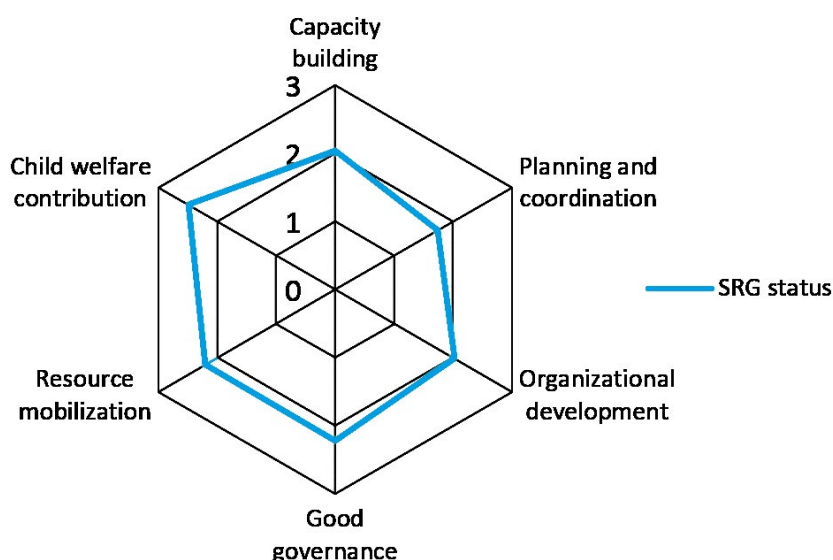 Capacity
building
3
2
1
0
Planning and
coordination
Organizational
development
Good
governance
Resource
mobilization
Child welfare
contribution
SRG status